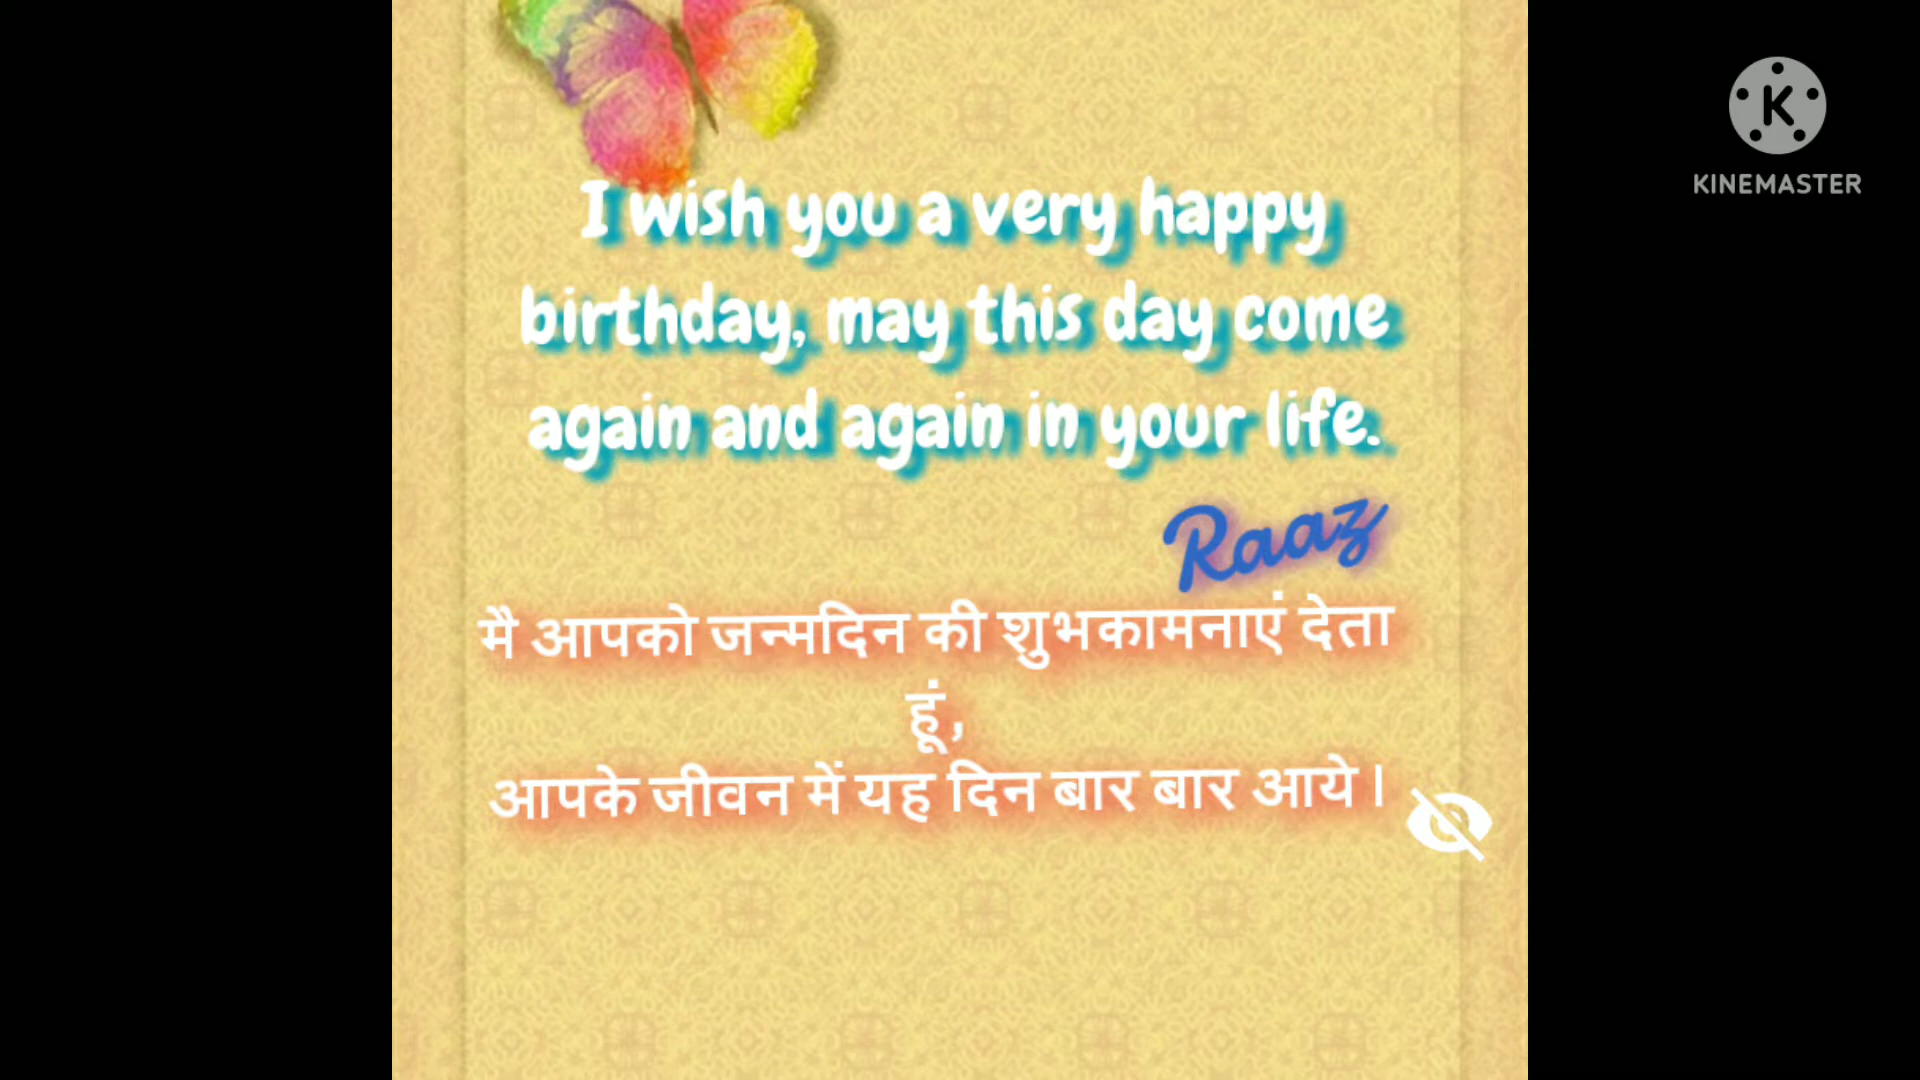 KINEMASTER
I wish you a very happy
birthday, may this day come
again and again in your life.
Raaz
मै आपको जन्मदिन की शुभकामनाएं देता
हूं,
आपके जीवन में यह दिन बार बार आये।